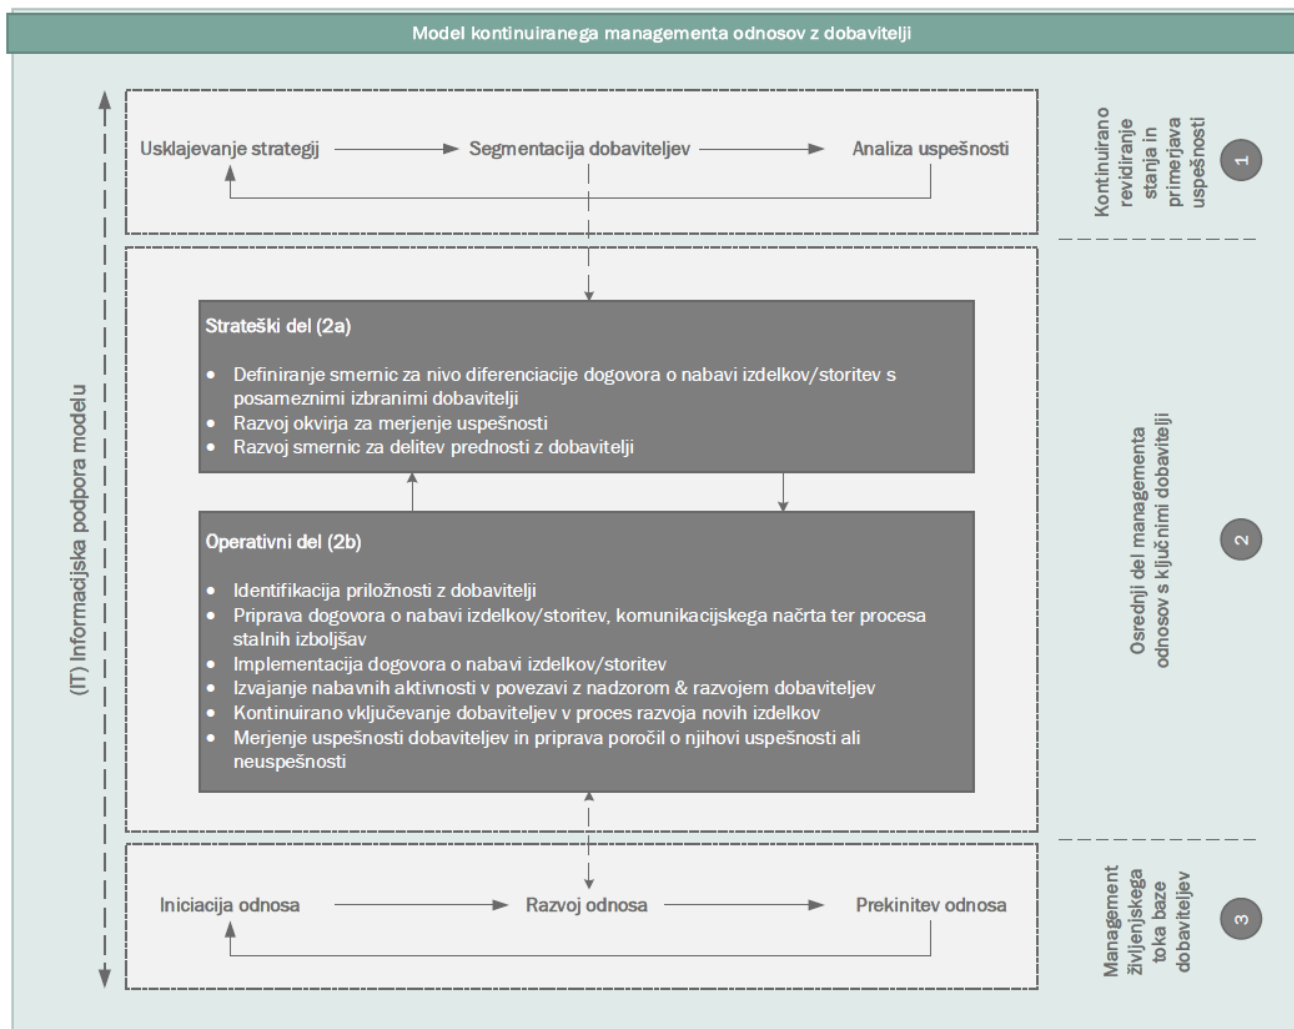 Model kontinuiranega managementa odnosov z dobavitelji
(IT) Informacijska podpora modelu
Usklajevanje strategij
Segmentacija dobaviteljev
Analiza uspešnosti
Kontinuirano
revidiranje
stanja in
primerjava
uspešnosti
1
Strateški del (2a)
• Definiranje smernic za nivo diferenciacije dogovora o nabavi izdelkov/storitev s
posameznimi izbranimi dobavitelji
• Razvoj okvirja za merjenje uspešnosti
• Razvoj smernic za delitev prednosti z dobavitelji
Operativni del (2b)
• Identifikacija priložnosti z dobavitelji
• Priprava dogovora o nabavi izdelkov/storitev, komunikacijskega načrta ter procesa
stalnih izboljšav
• Implementacija dogovora o nabavi izdelkov/storitev
• Izvajanje nabavnih aktivnosti v povezavi z nadzorom & razvojem dobaviteljev
• Kontinuirano vključevanje dobaviteljev v proces razvoja novih izdelkov
• Merjenje uspešnosti dobaviteljev in priprava poročil o njihovi uspešnosti ali
neuspešnosti
Osrednji del managementa
odnosov s ključnimi dobavitelji
2
Iniciacija odnosa
Razvoj odnosa
Prekinitev odnosa
Management
življenjskega
toka baze
dobaviteljev
3